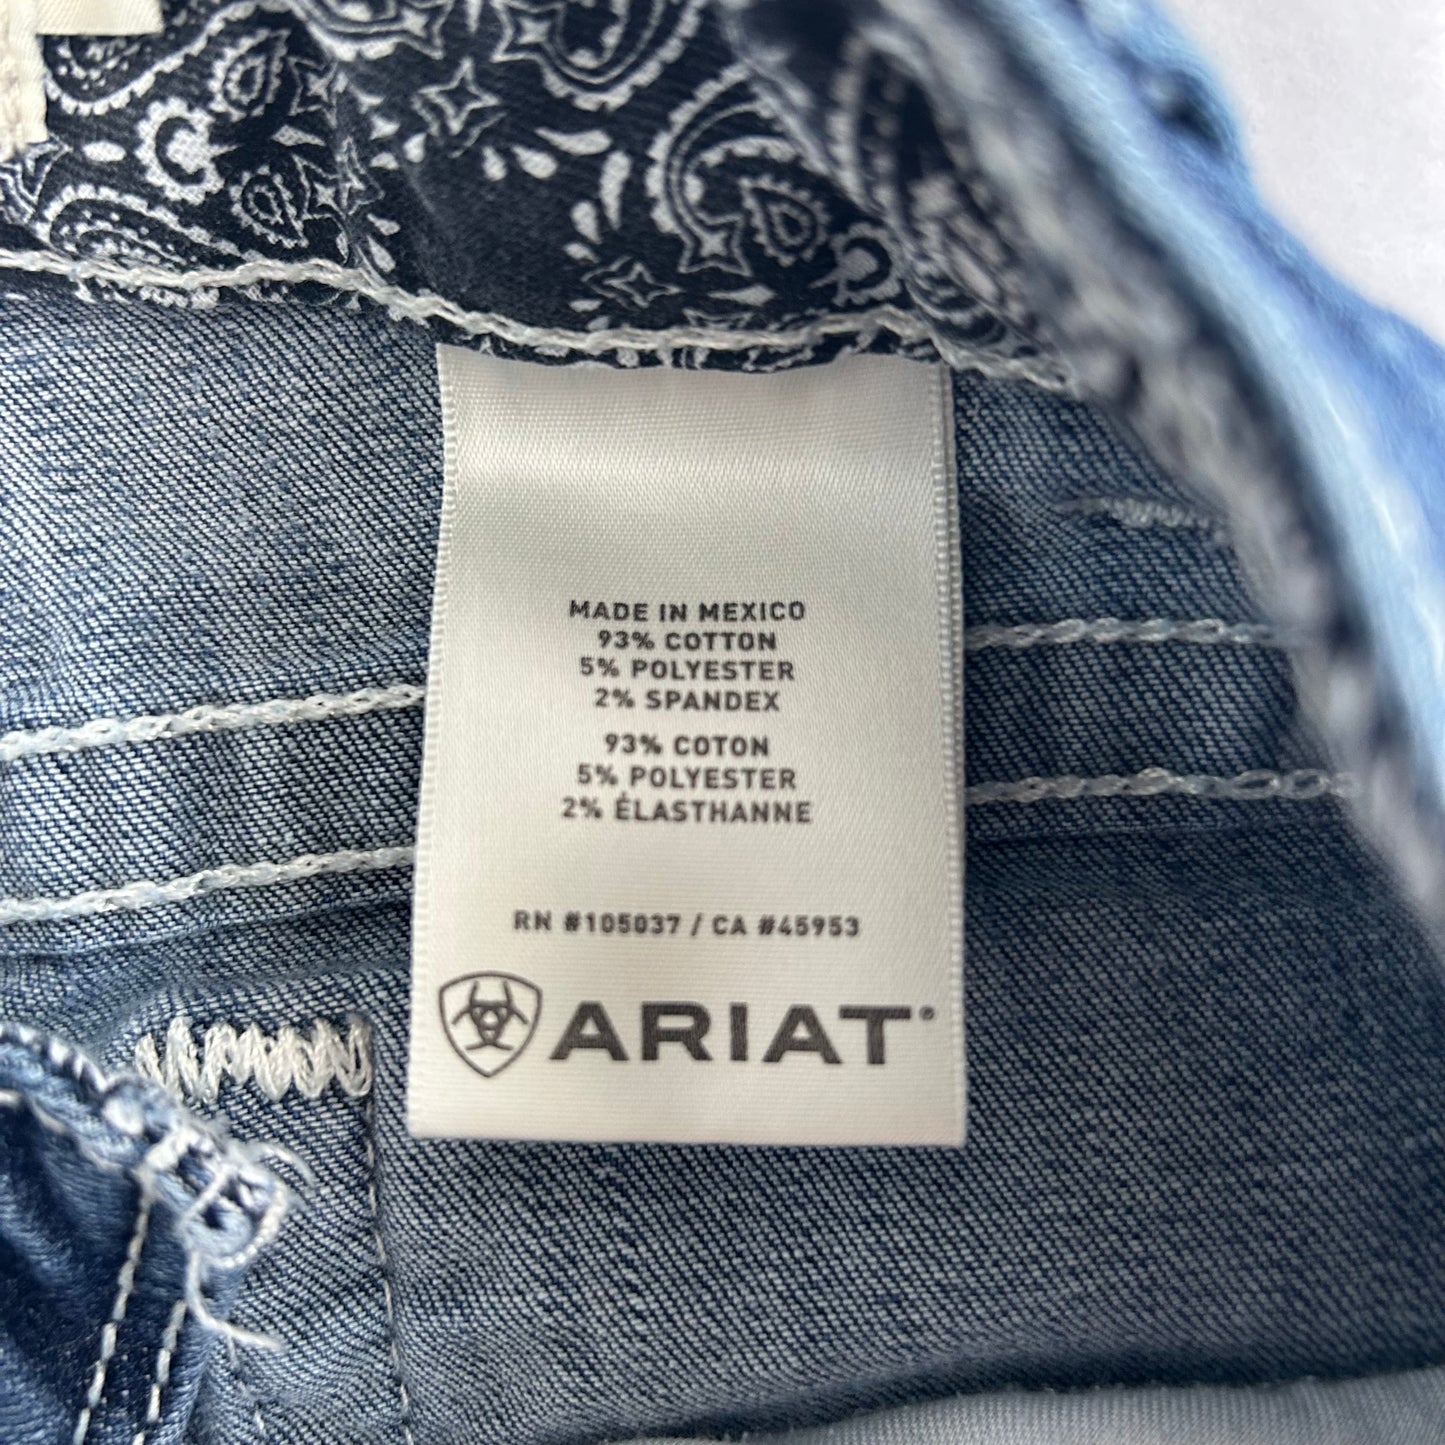 MADE IN MEXICO
93% COTTON
5% POLYESTER
2% SPANDEX
93% COTON
5% POLYESTER
2% ÉLASTHANNE
RN #105037 / CA #45953
ARIAT®